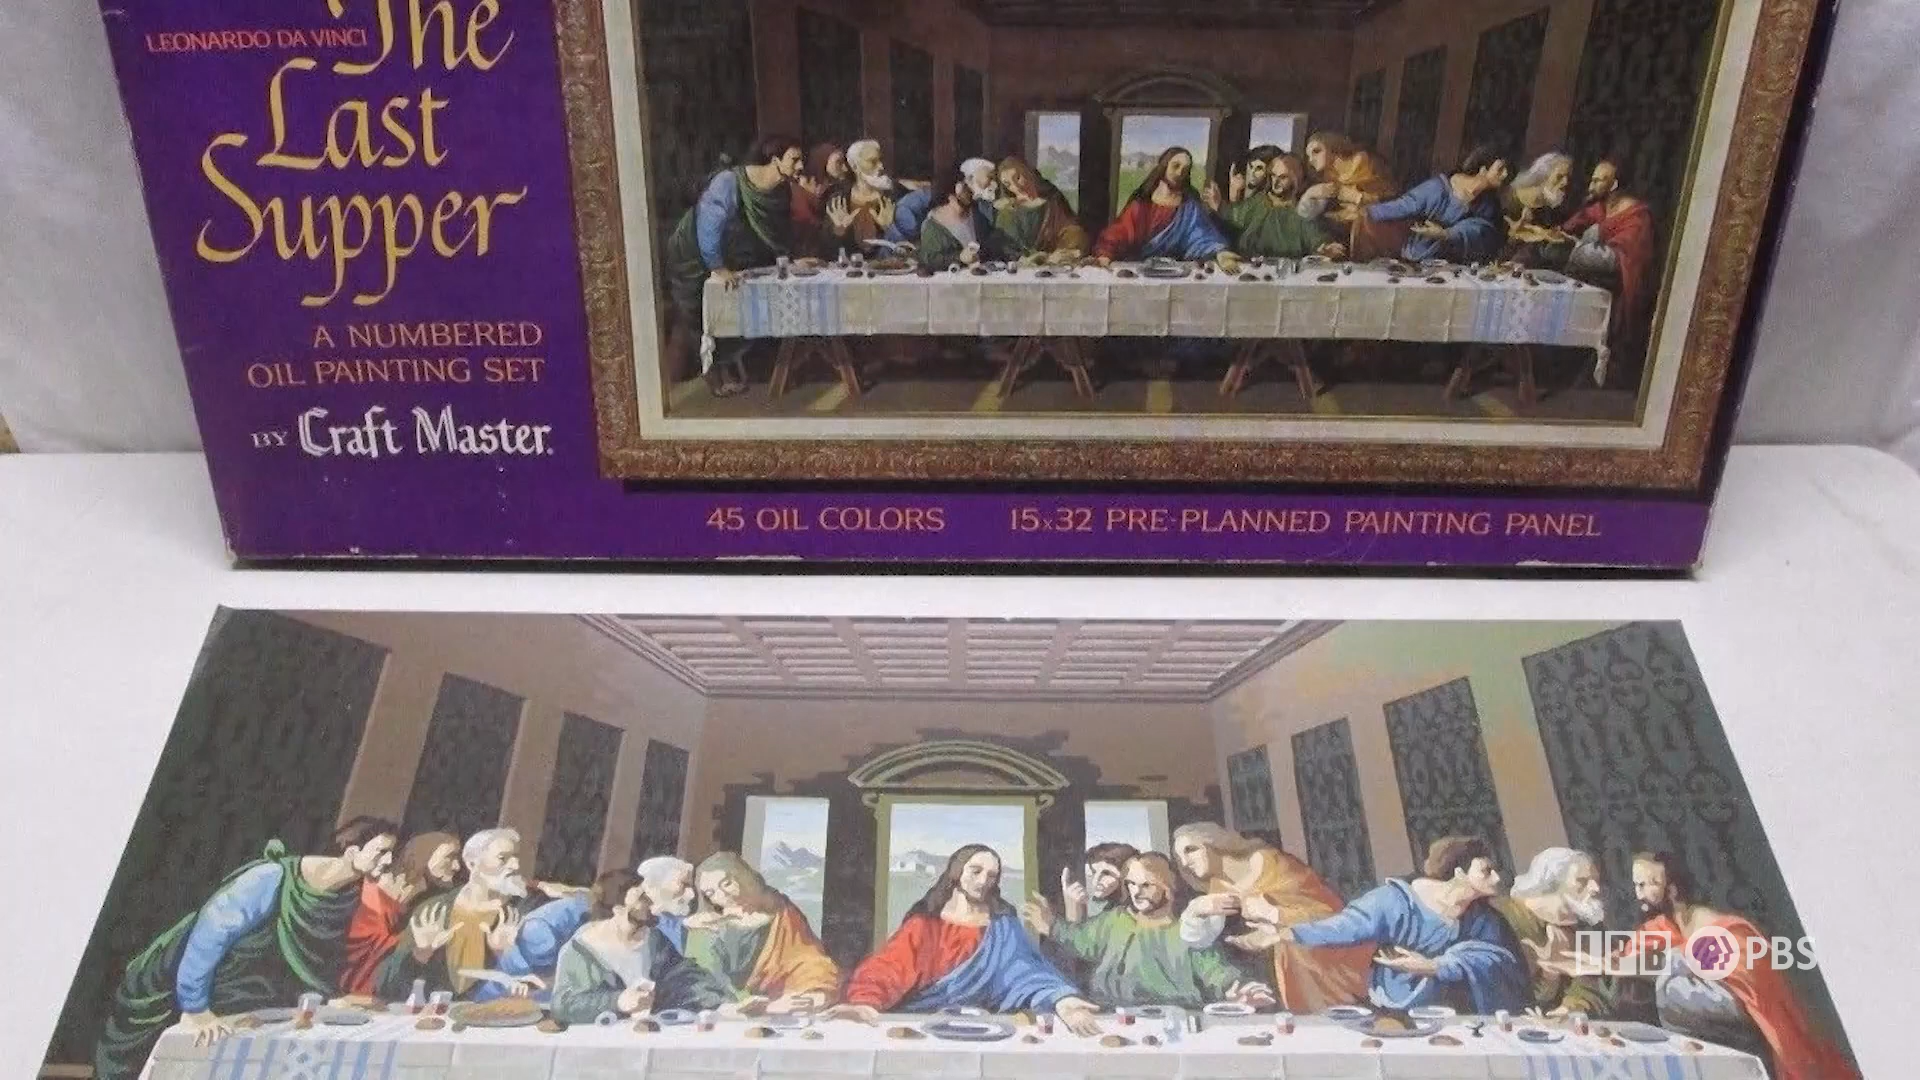 LEONARDO DA VINCI The
Last
Supper
A NUMBERED
OIL PAINTING SET
BY Craft Master.
45 OIL COLORS 15x32 PRE-PLANNED PAINTING PANEL
LPB PBS